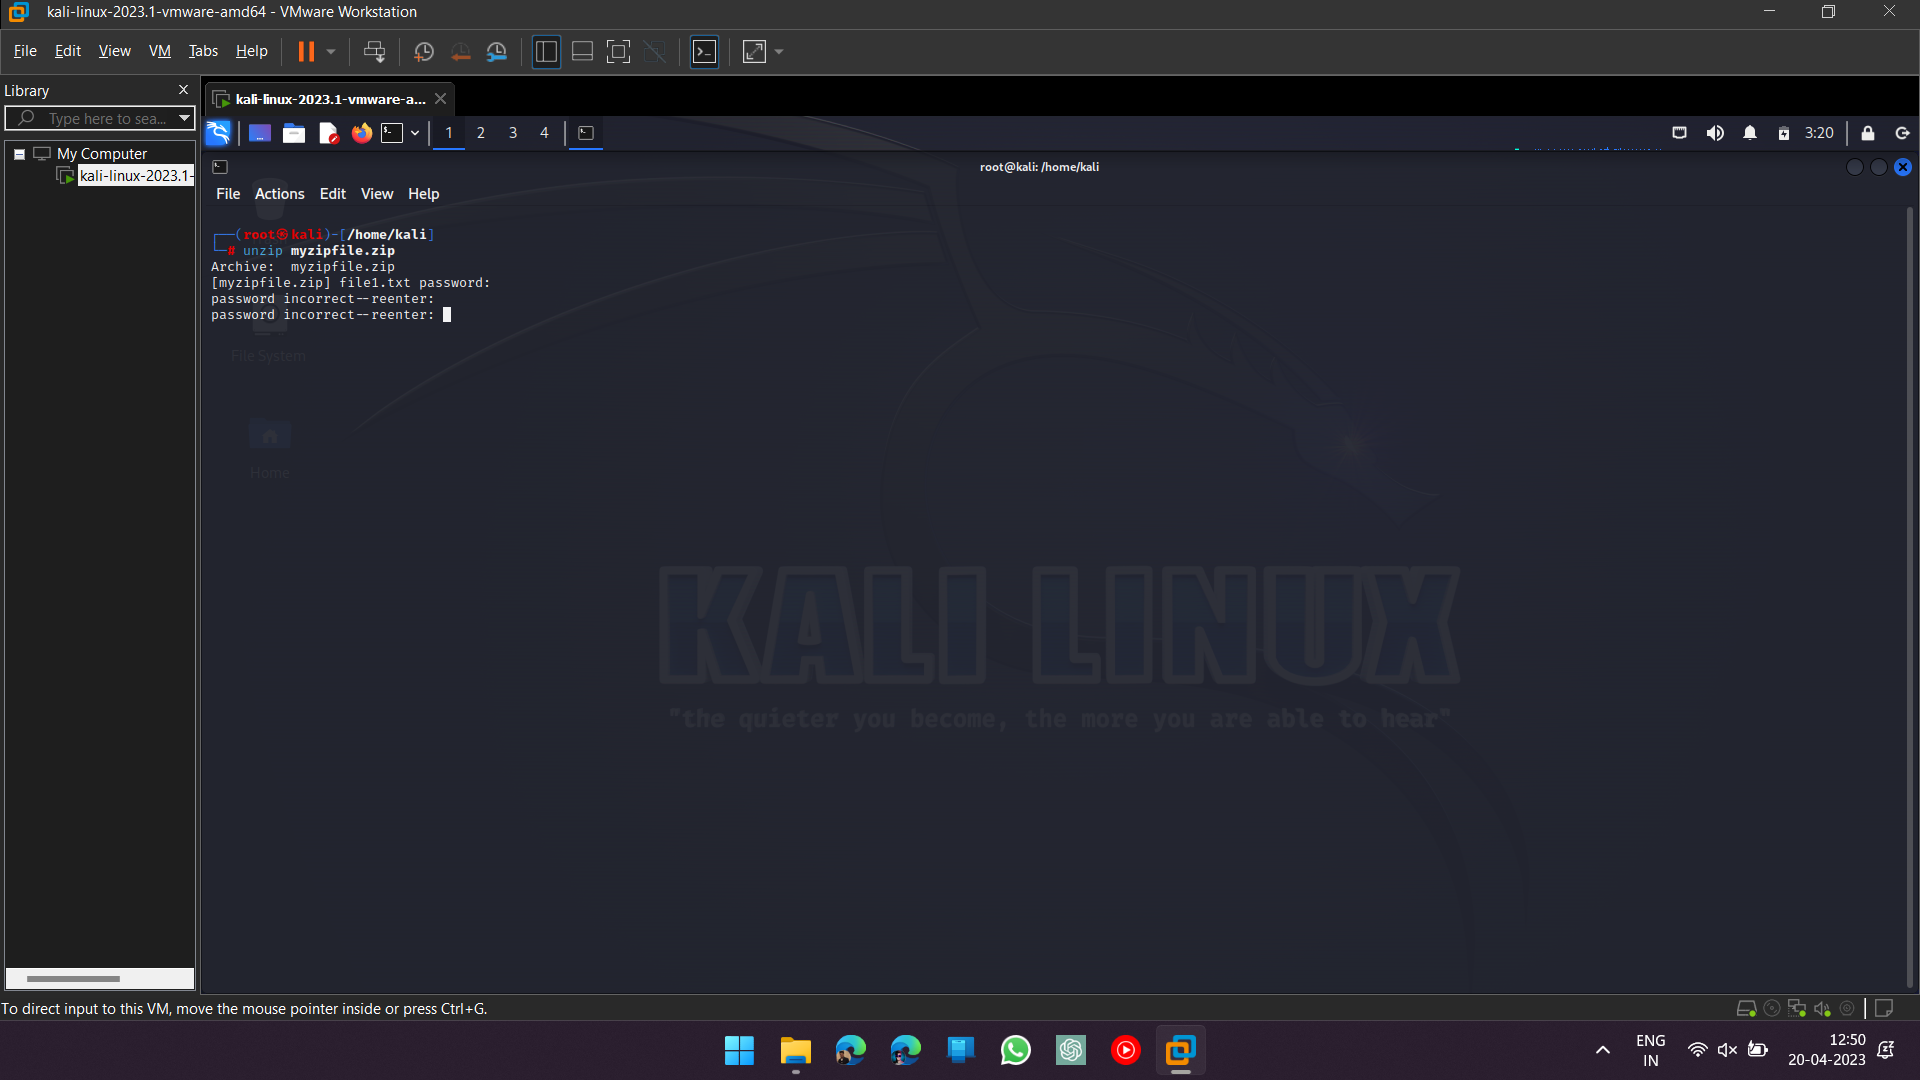 kali-linux-2023.1-vmware-amd64 - VMware Workstation
File Edit View VM Tabs Help
Library
kali-linux-2023.1-vmware-a...
Type here to sea...
1 2 3 4
3:20
My Computer
kali-linux-2023.1-
root@kali: /home/kali
File Actions Edit View Help
┌──(root㉿kali)-[/home/kali]
└─# unzip myzipfile.zip
Archive:  myzipfile.zip
[myzipfile.zip] file1.txt password:
password incorrect--reenter:
password incorrect--reenter:
File System
Home
KALI LINUX
"the quieter you become, the more you are able to hear"
To direct input to this VM, move the mouse pointer inside or press Ctrl+G.
ENG
IN
12:50
20-04-2023